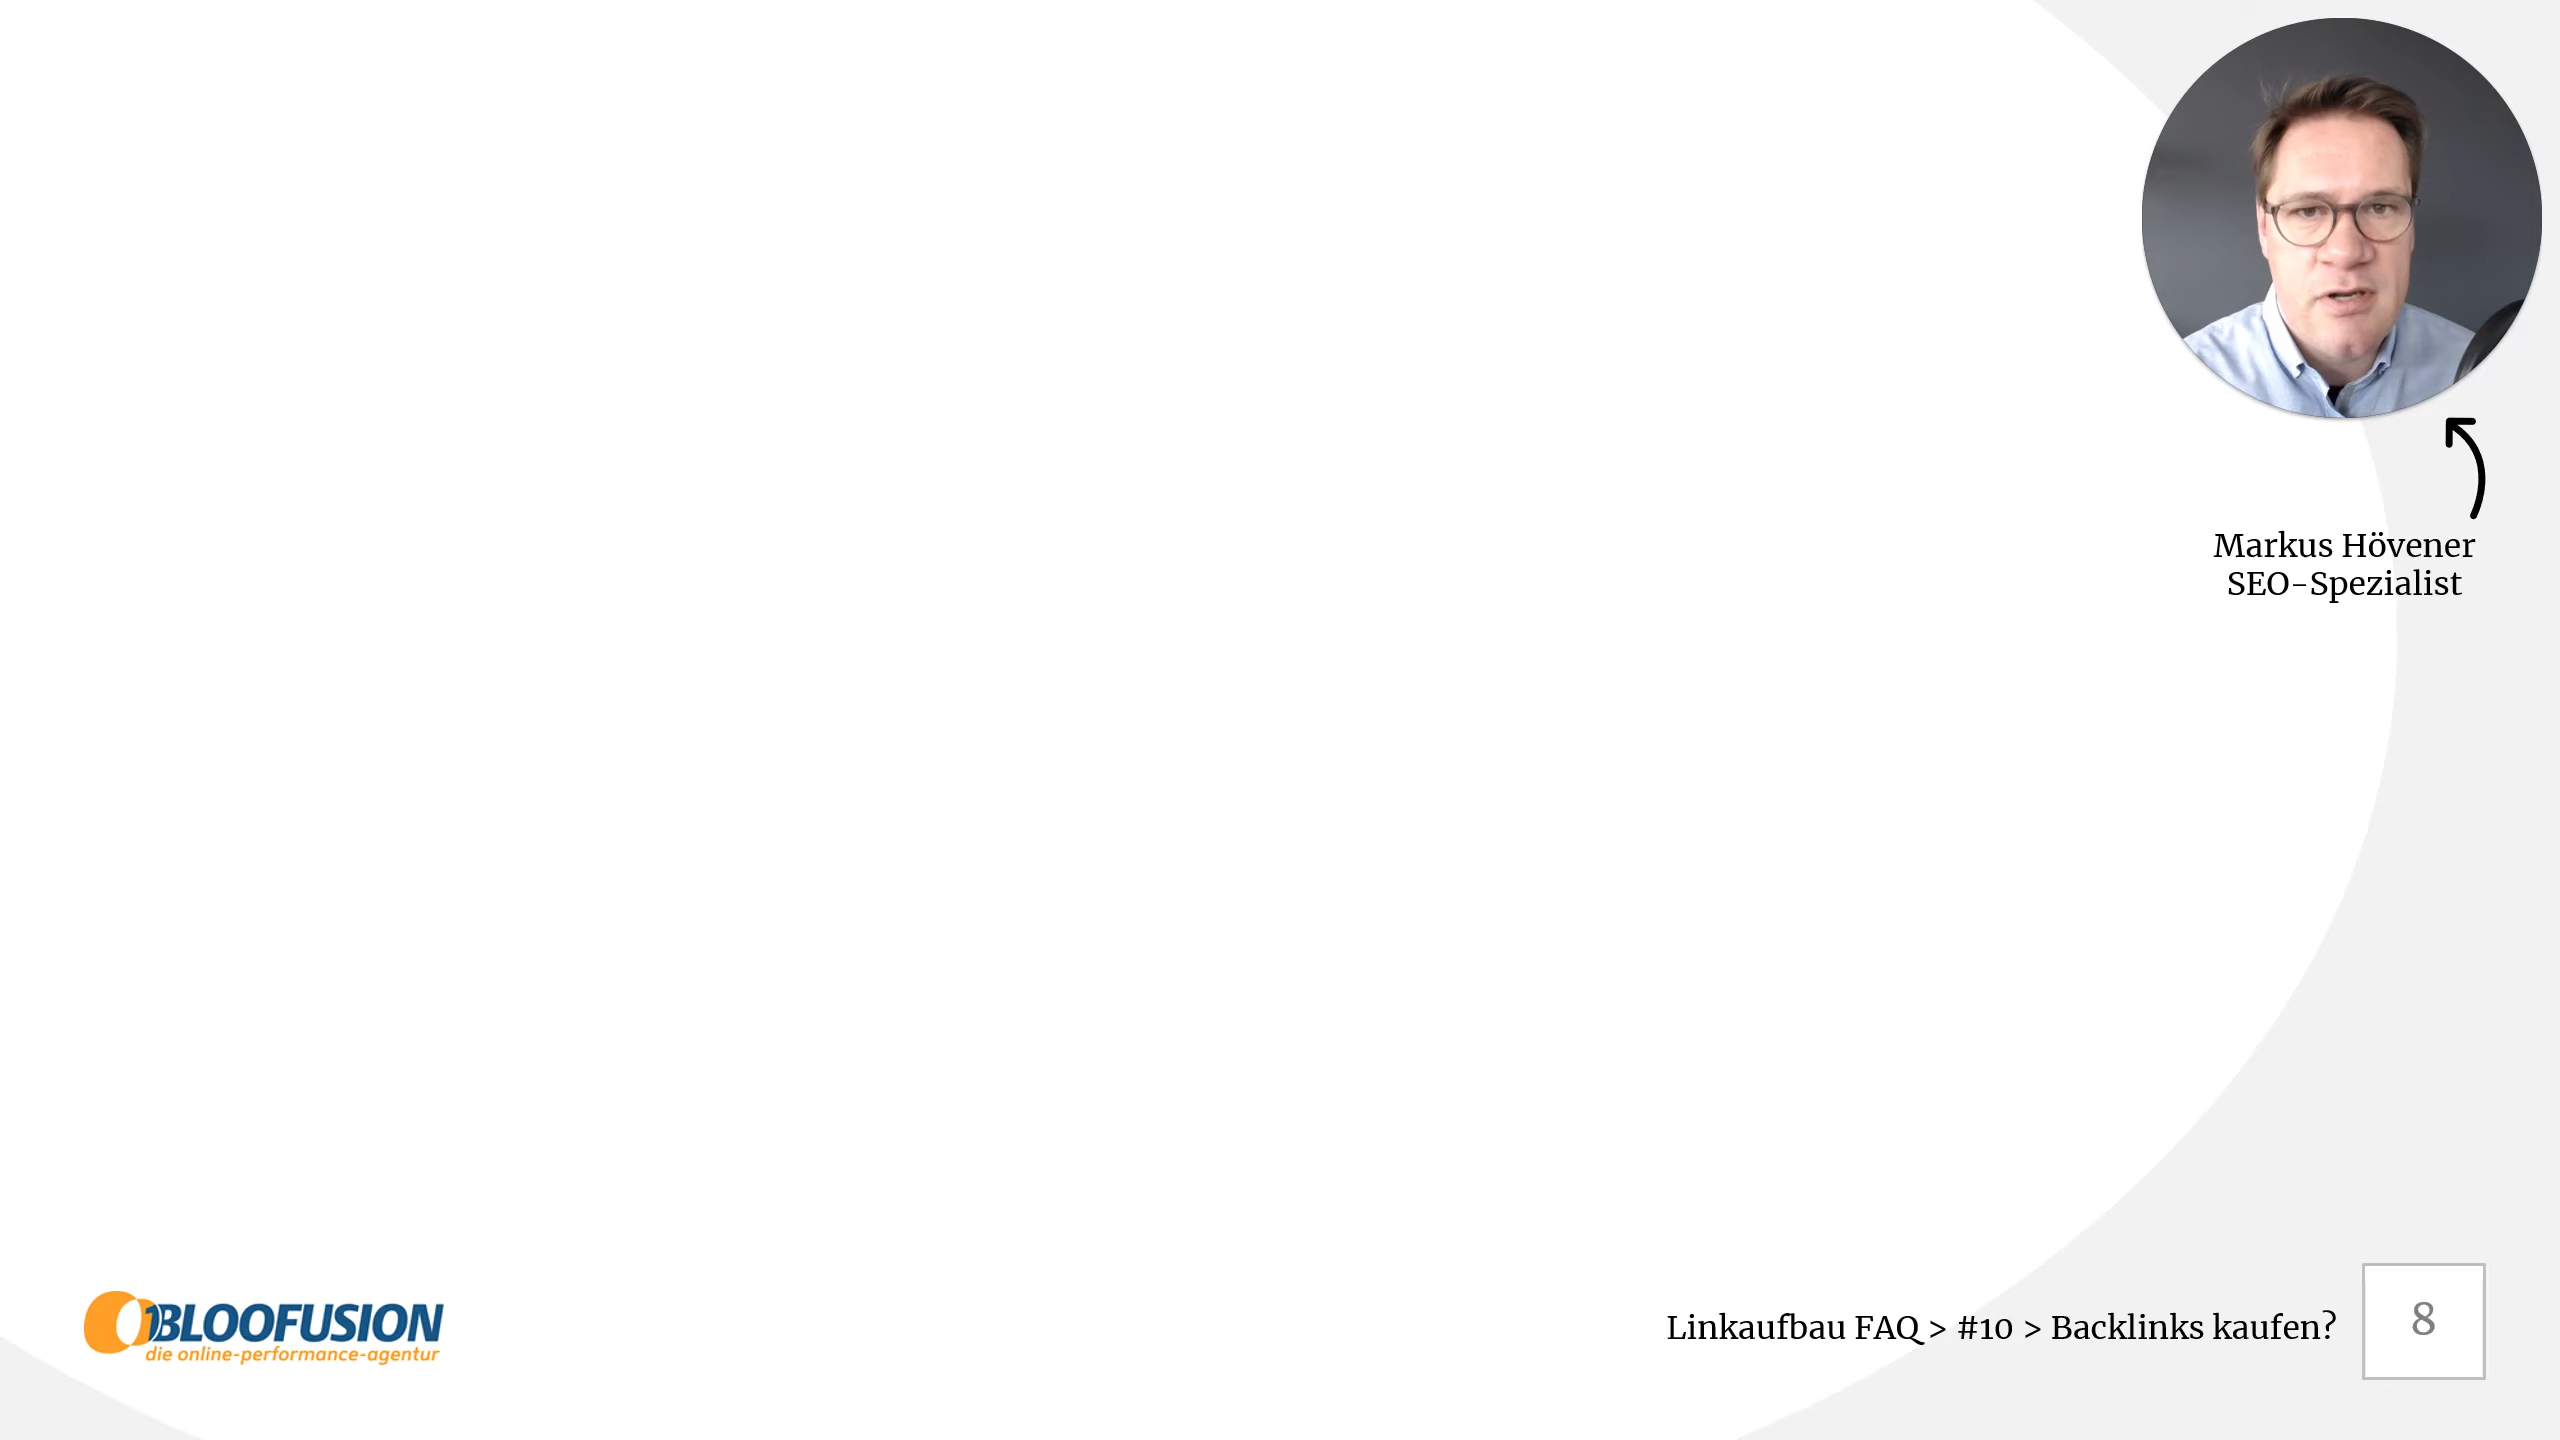 Markus Hövener
SEO-Spezialist
BLOOFUSION
die online-performance-agentur
Linkaufbau FAQ > #10 > Backlinks kaufen?
8